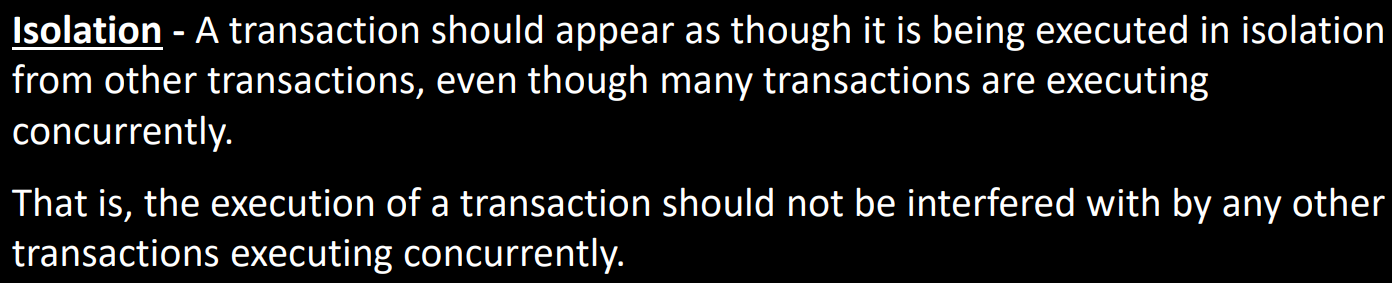 Isolation - A transaction should appear as though it is being executed in isolation
from other transactions, even though many transactions are executing
concurrently.
That is, the execution of a transaction should not be interfered with by any other
transactions executing concurrently.